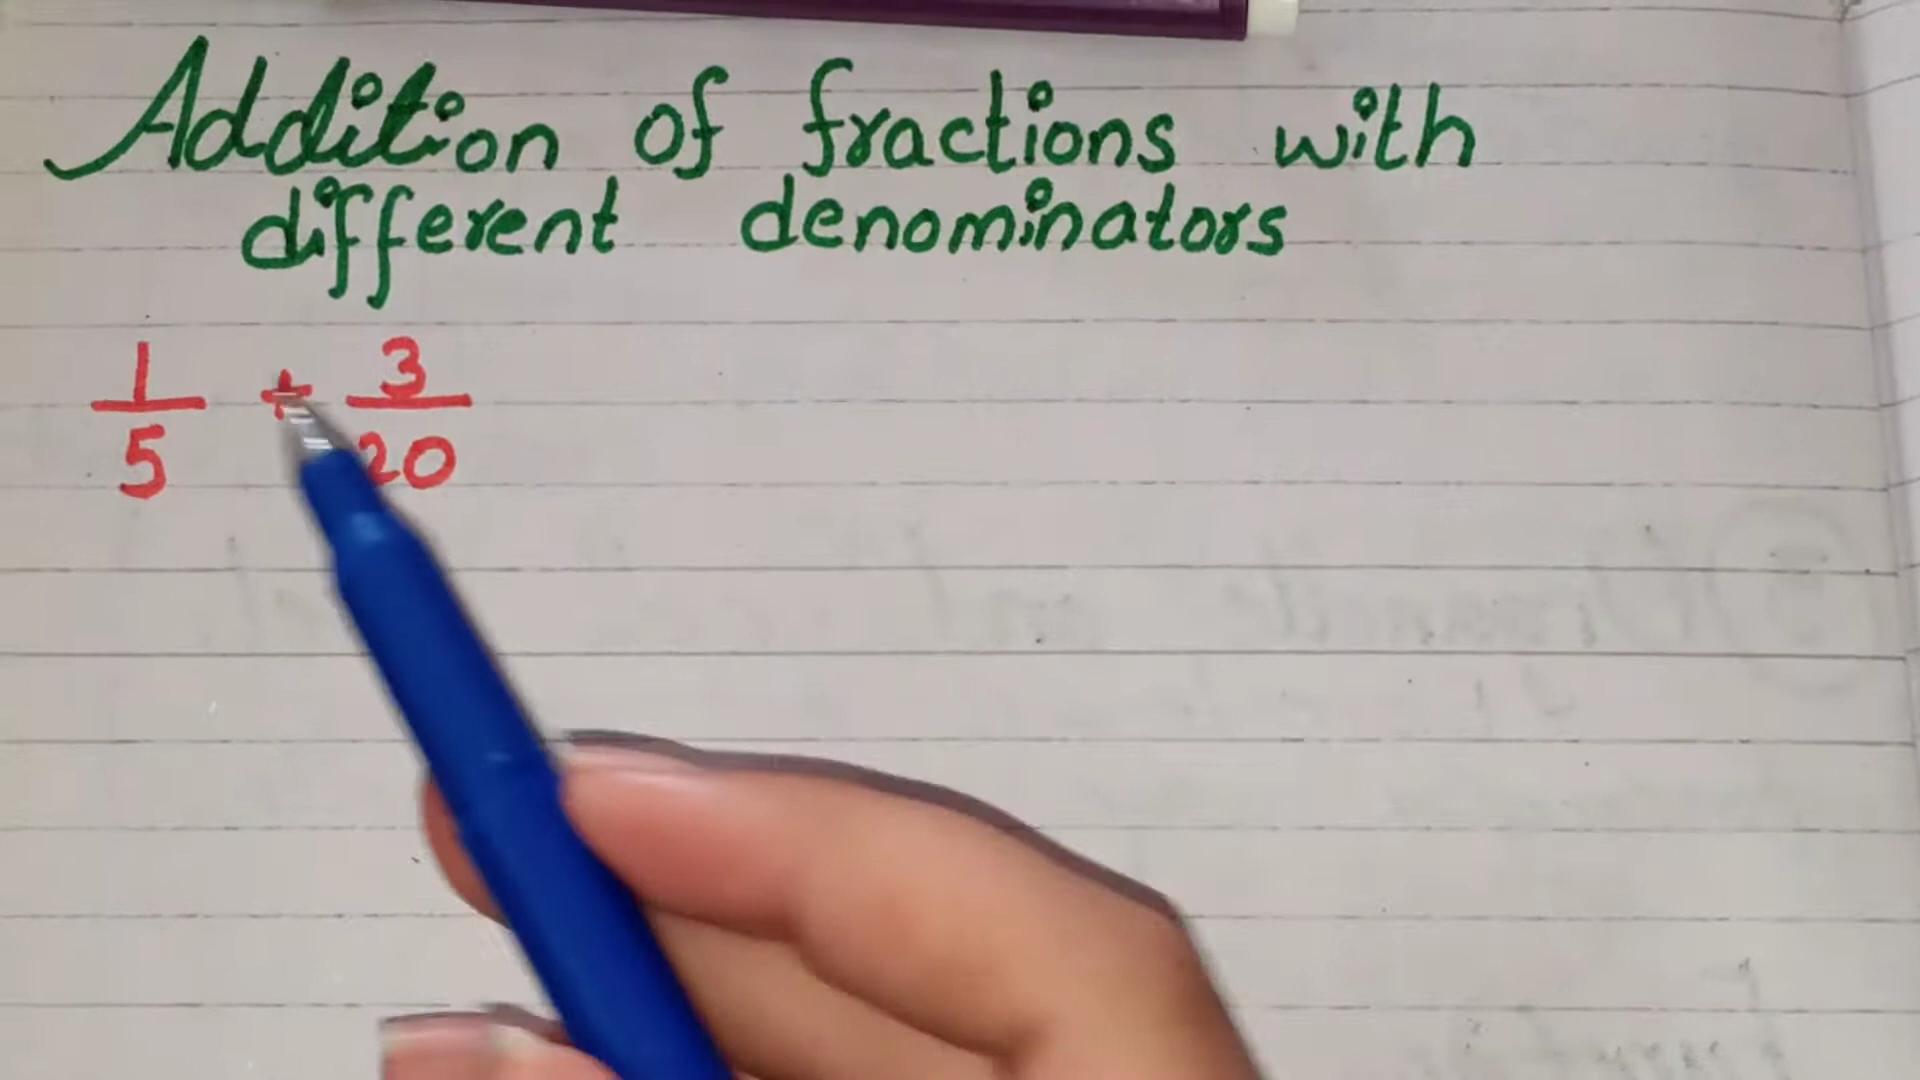 Addition of fractions with
different denominators
1/5 + 3/20